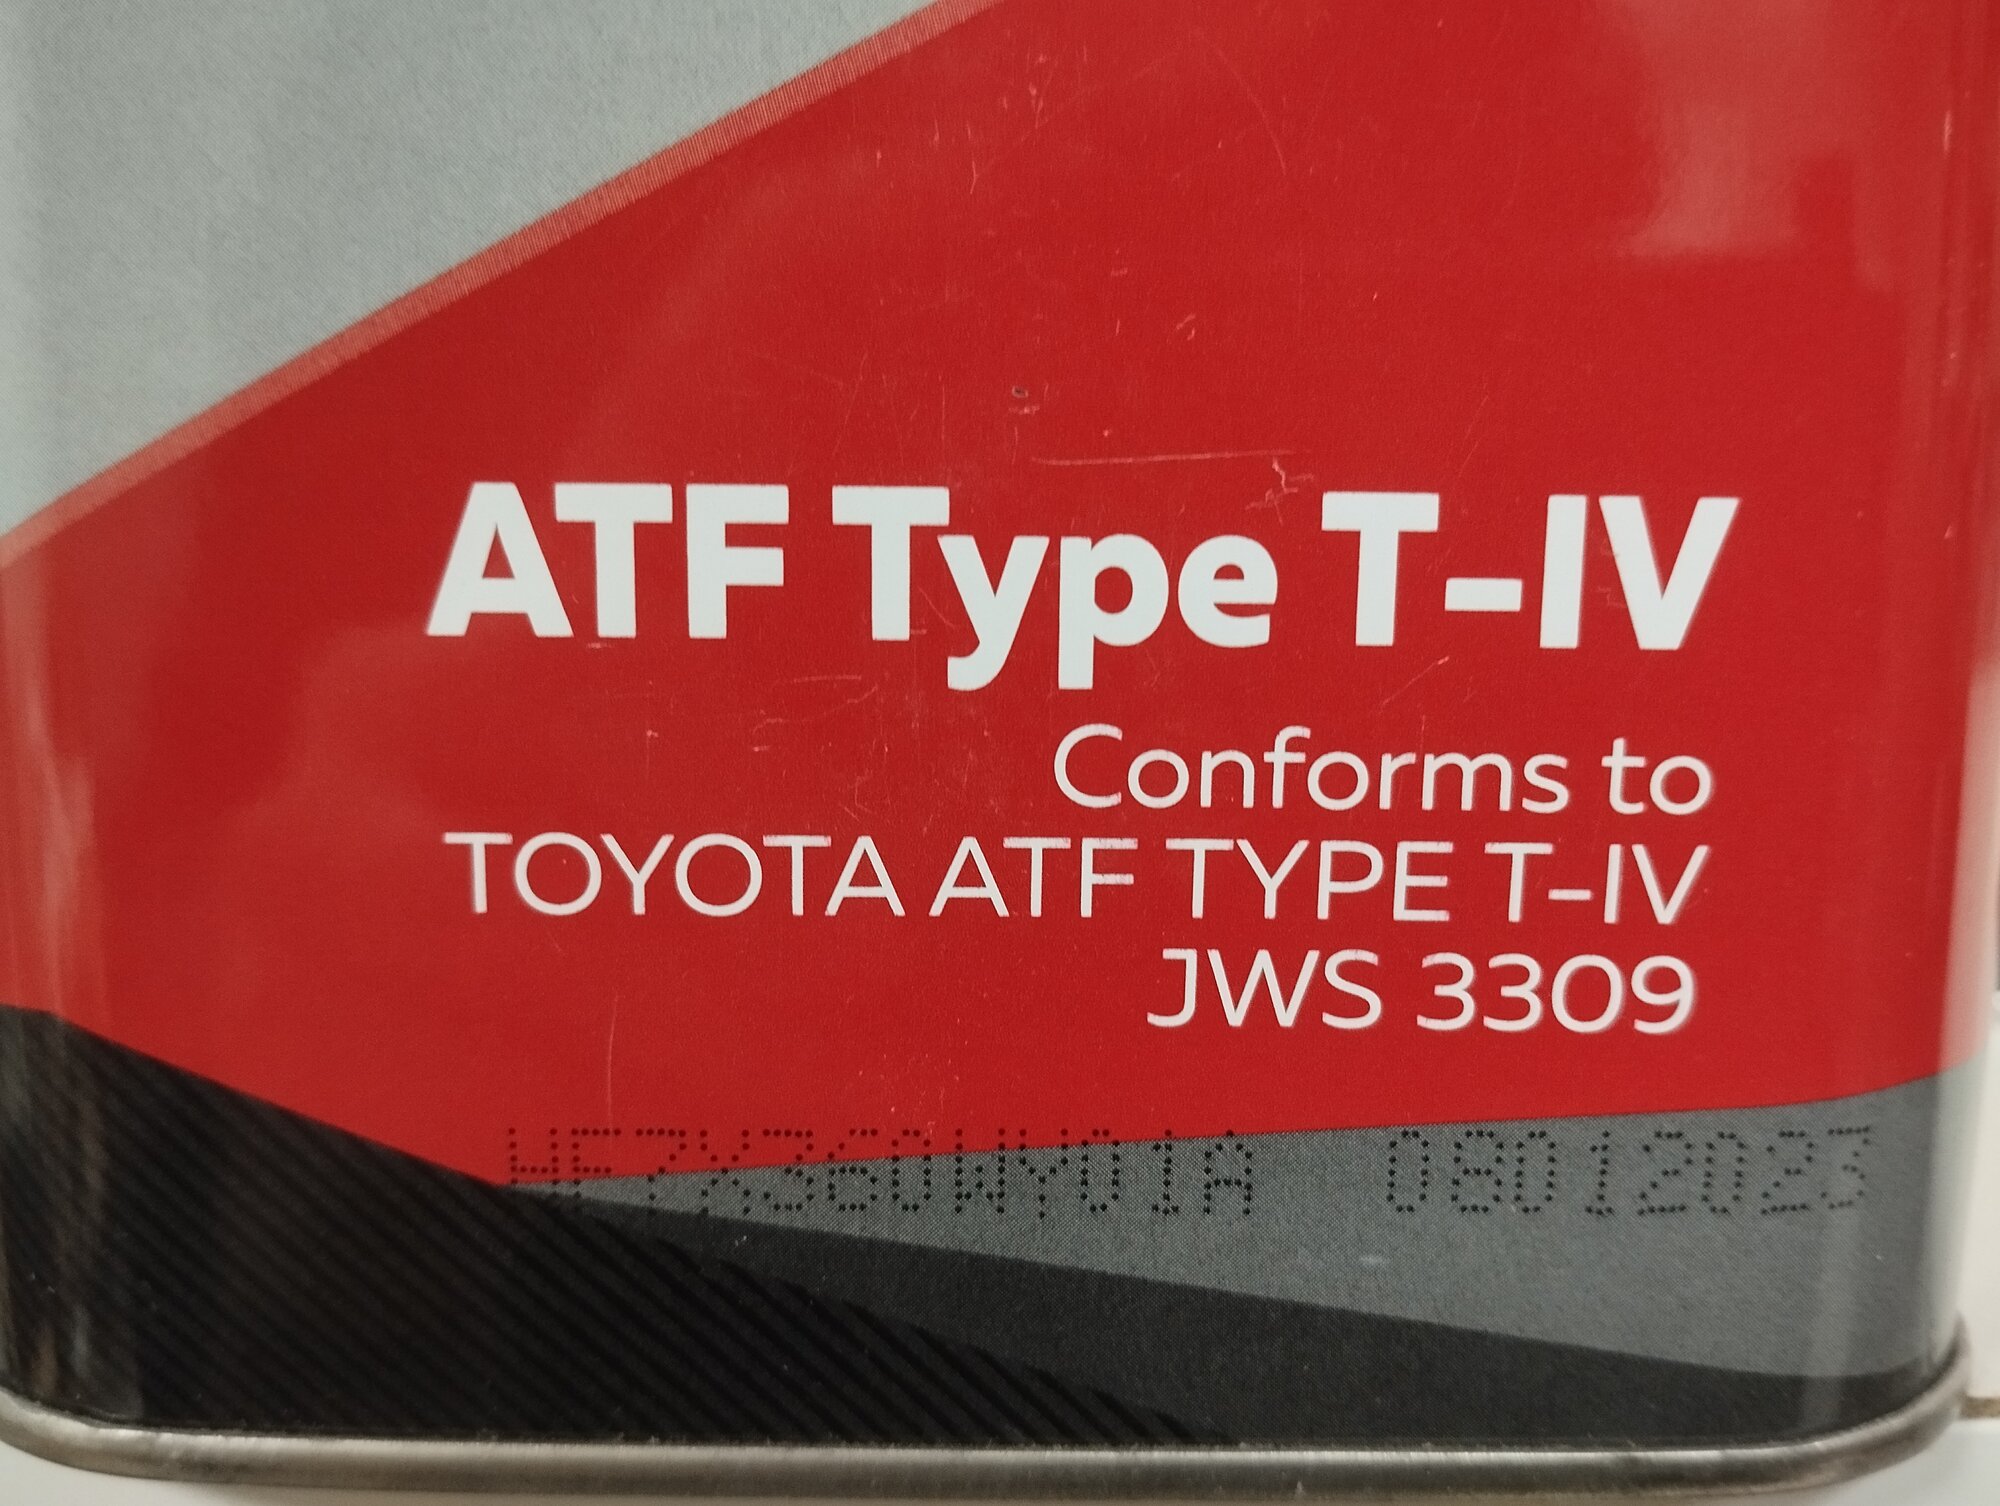 ATF Type T-IV
Conforms to
TOYOTA ATF TYPE T-IV
JWS 3309
08012023